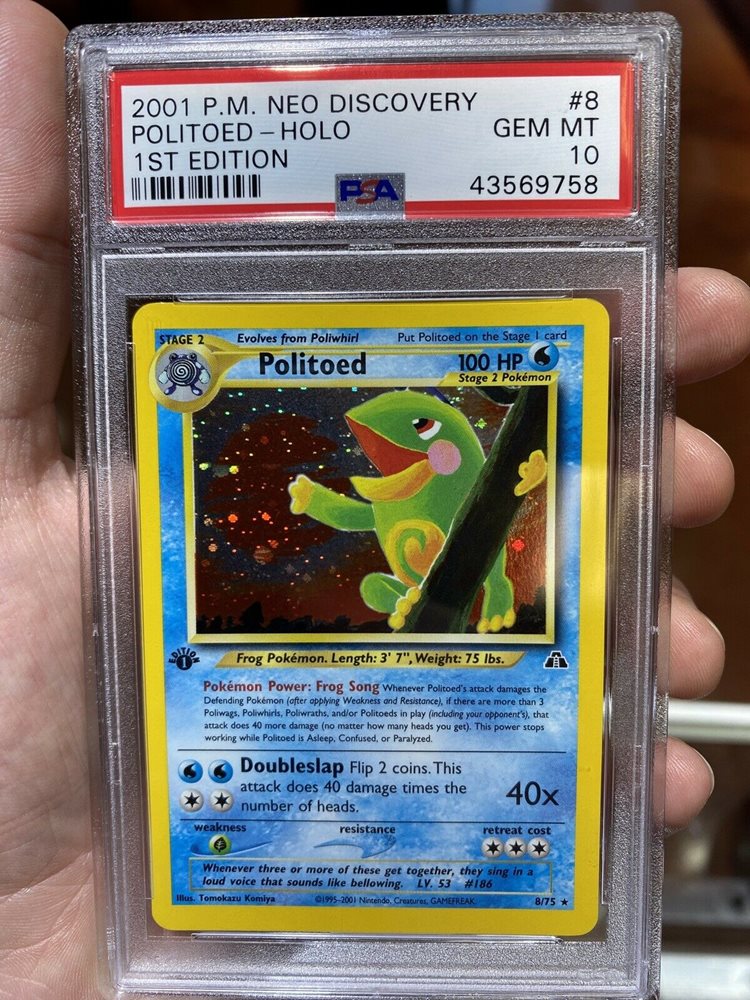 2001 P.M. NEO DISCOVERY #8
POLITOED - HOLO GEM MT
1ST EDITION 10
PSA 43569758
STAGE 2 Evolves from Poliwhirl Put Politoed on the Stage 1 card
Politoed 100 HP
Stage 2 Pokémon
EDITION 1
Frog Pokémon. Length: 3' 7", Weight: 75 lbs.
Pokémon Power: Frog Song Whenever Politoed's attack damages the
Defending Pokémon (after applying Weakness and Resistance), if there are more than 3
Poliwags, Poliwhirls, Poliwraths, and/or Politoeds in play (including your opponent's), that
attack does 40 more damage (no matter how many heads you get). This power stops
working while Politoed is Asleep, Confused, or Paralyzed.
Doubleslap Flip 2 coins. This
attack does 40 damage times the 40x
number of heads.
weakness resistance retreat cost
Whenever three or more of these get together, they sing in a
loud voice that sounds like bellowing. LV. 53 #186
Illus. Tomokazu Komiya ©1995-2001 Nintendo, Creatures, GAMEFREAK. 8/75 ★